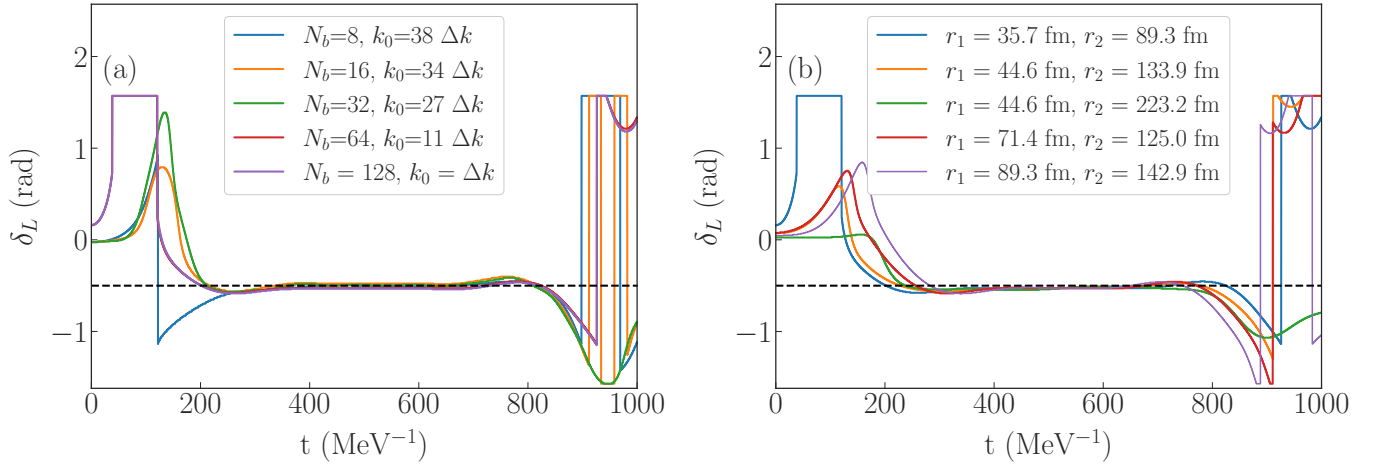 (a)
N_b=8, k_0=38 Δk
N_b=16, k_0=34 Δk
N_b=32, k_0=27 Δk
N_b=64, k_0=11 Δk
N_b = 128, k_0 = Δk
2
1
0
−1
δ_L (rad)
0
200
400
600
800
1000
t (MeV⁻¹)
(b)
r_1 = 35.7 fm, r_2 = 89.3 fm
r_1 = 44.6 fm, r_2 = 133.9 fm
r_1 = 44.6 fm, r_2 = 223.2 fm
r_1 = 71.4 fm, r_2 = 125.0 fm
r_1 = 89.3 fm, r_2 = 142.9 fm
2
1
0
−1
δ_L (rad)
0
200
400
600
800
1000
t (MeV⁻¹)